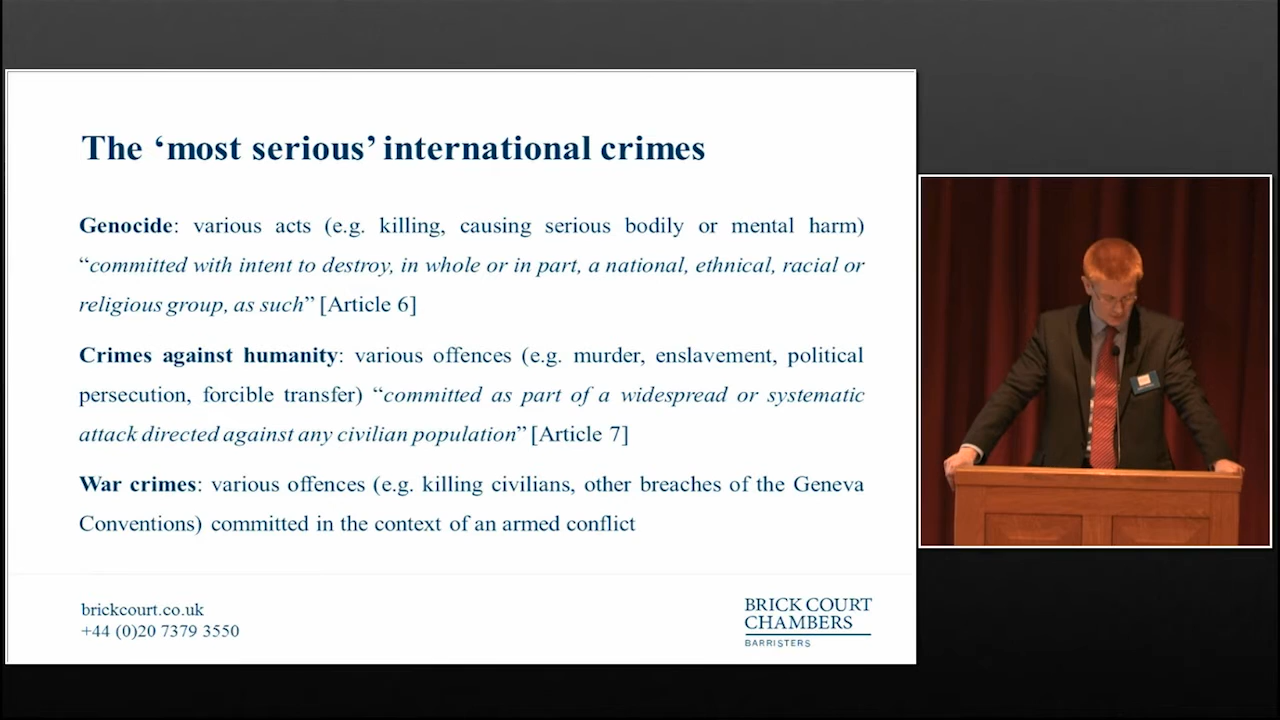 The ‘most serious’ international crimes
Genocide: various acts (e.g. killing, causing serious bodily or mental harm)
“committed with intent to destroy, in whole or in part, a national, ethnical, racial or
religious group, as such” [Article 6]
Crimes against humanity: various offences (e.g. murder, enslavement, political
persecution, forcible transfer) “committed as part of a widespread or systematic
attack directed against any civilian population” [Article 7]
War crimes: various offences (e.g. killing civilians, other breaches of the Geneva
Conventions) committed in the context of an armed conflict
brickcourt.co.uk
+44 (0)20 7379 3550
BRICK COURT
CHAMBERS
BARRISTERS